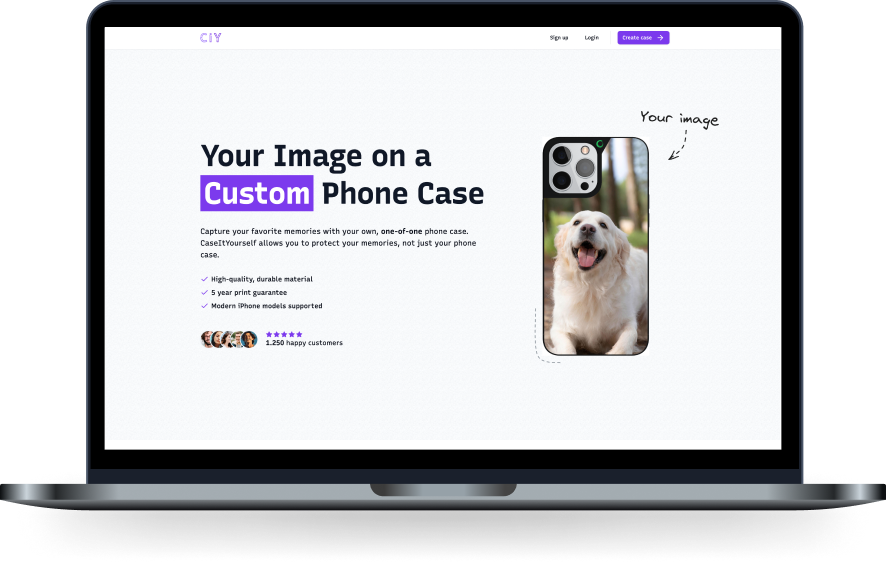 CIY
Sign up
Login
Create case
Your image
Your Image on a
Custom Phone Case
Capture your favorite memories with your own, one-of-one phone case.
CaseItYourself allows you to protect your memories, not just your phone
case.
High-quality, durable material
5 year print guarantee
Modern iPhone models supported
1.250 happy customers